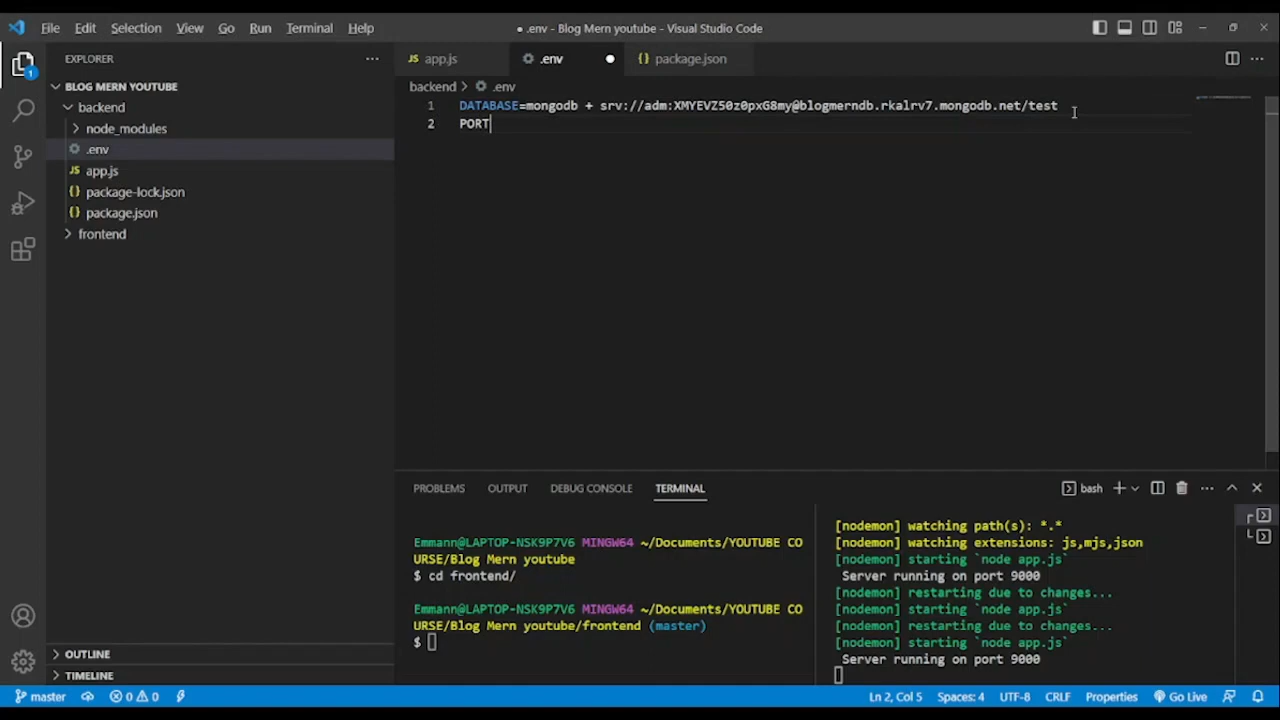 File Edit Selection View Go Run Terminal Help
● .env - Blog Mern youtube - Visual Studio Code
EXPLORER
1
BLOG MERN YOUTUBE
backend
node_modules
.env
JS app.js
{} package-lock.json
{} package.json
frontend
OUTLINE
TIMELINE
JS app.js
.env
{} package.json
backend > .env
1 DATABASE=mongodb + srv://adm:XMYEVZ50z0pxG8my@blogmerndb.rkalrv7.mongodb.net/test
2 PORT
PROBLEMS OUTPUT DEBUG CONSOLE TERMINAL
bash
Emmann@LAPTOP-NSK9P7V6 MINGW64 ~/Documents/YOUTUBE CO
URSE/Blog Mern youtube
$ cd frontend/
Emmann@LAPTOP-NSK9P7V6 MINGW64 ~/Documents/YOUTUBE CO
URSE/Blog Mern youtube/frontend (master)
$
[nodemon] watching path(s): *.*
[nodemon] watching extensions: js,mjs,json
[nodemon] starting `node app.js`
Server running on port 9000
[nodemon] restarting due to changes...
[nodemon] starting `node app.js`
[nodemon] restarting due to changes...
[nodemon] starting `node app.js`
Server running on port 9000
master 0 0
Ln 2, Col 5 Spaces: 4 UTF-8 CRLF Properties Go Live